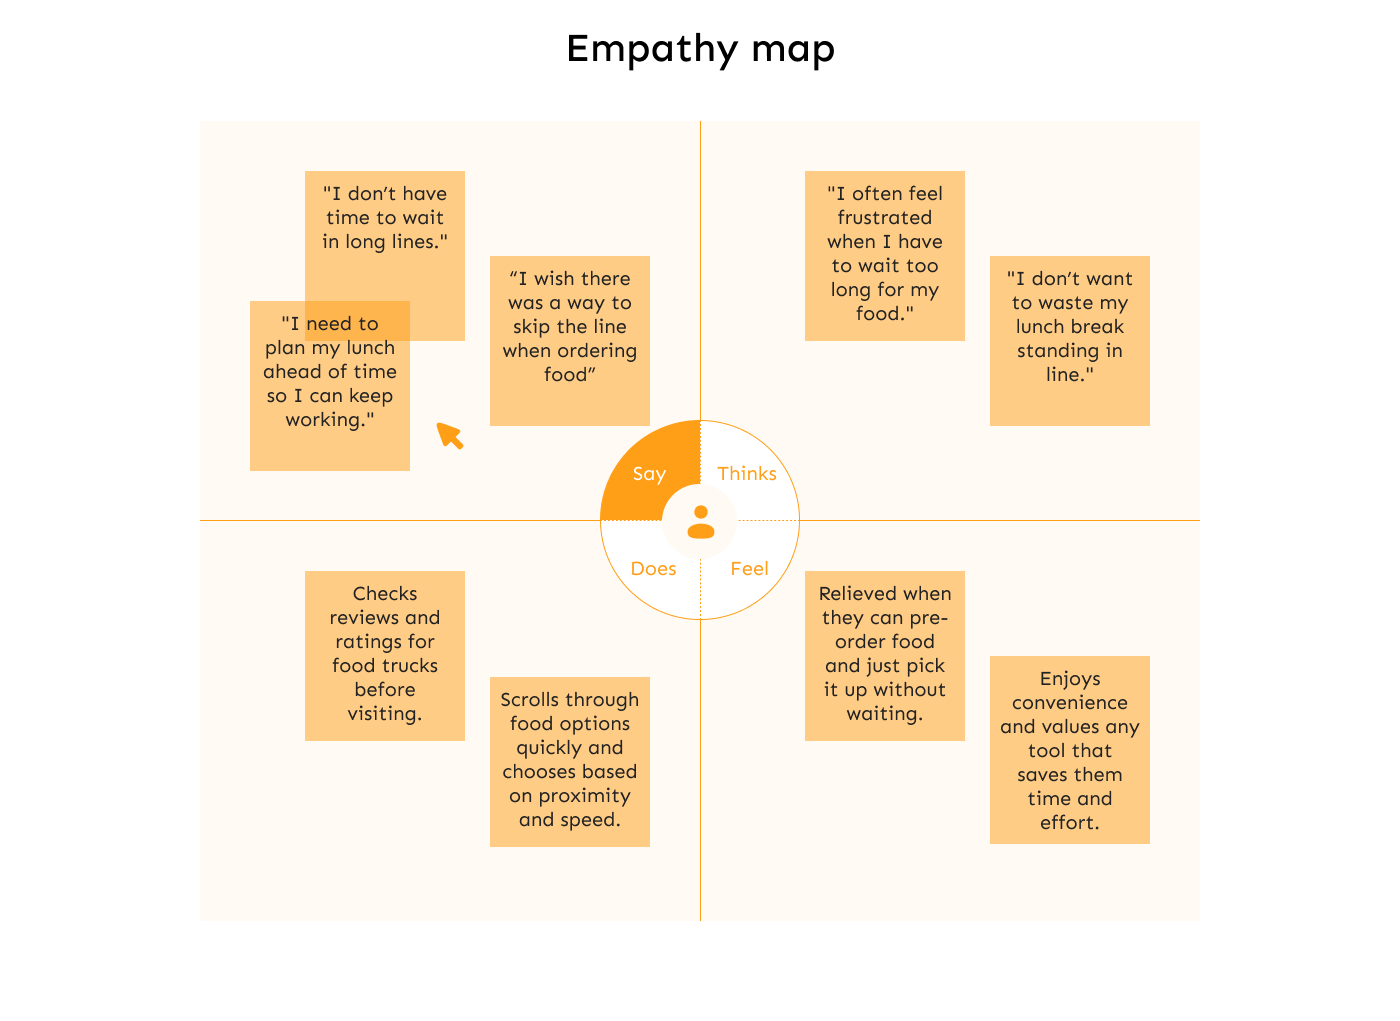 Empathy map
"I don’t have
time to wait
in long lines."
"I need to
plan my lunch
ahead of time
so I can keep
working."
“I wish there
was a way to
skip the line
when ordering
food”
"I often feel
frustrated
when I have
to wait too
long for my
food."
"I don’t want
to waste my
lunch break
standing in
line."
Say
Thinks
Does
Feel
Checks
reviews and
ratings for
food trucks
before
visiting.
Scrolls through
food options
quickly and
chooses based
on proximity
and speed.
Relieved when
they can pre-
order food
and just pick
it up without
waiting.
Enjoys
convenience
and values any
tool that
saves them
time and
effort.